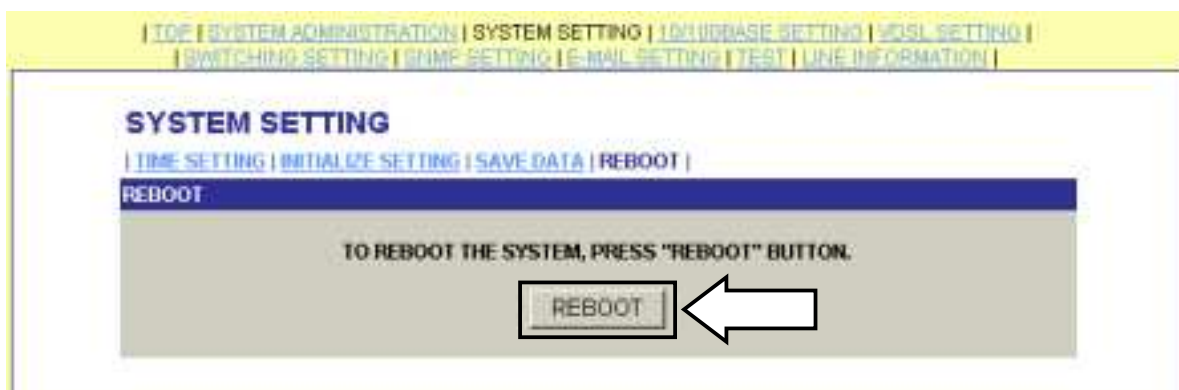 | TOP | SYSTEM ADMINISTRATION | SYSTEM SETTING | 10/100BASE SETTING | VDSL SETTING |
| SWITCHING SETTING | SNMP SETTING | E-MAIL SETTING | TEST | LINE INFORMATION |
SYSTEM SETTING
| TIME SETTING | INITIALIZE SETTING | SAVE DATA | REBOOT |
REBOOT
TO REBOOT THE SYSTEM, PRESS "REBOOT" BUTTON.
REBOOT